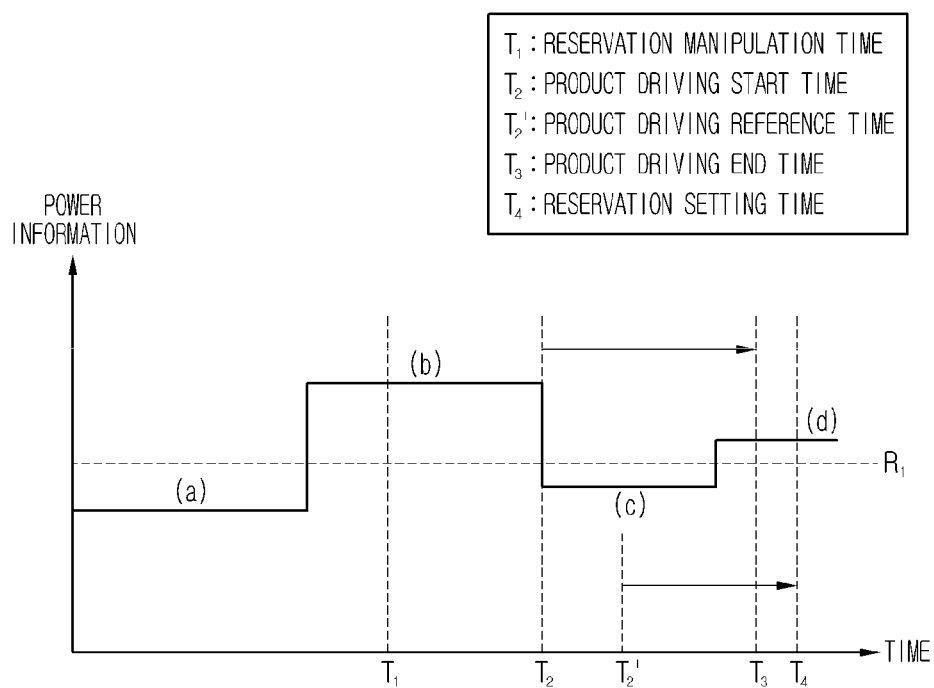 T₁ : RESERVATION MANIPULATION TIME
T₂ : PRODUCT DRIVING START TIME
T₂' : PRODUCT DRIVING REFERENCE TIME
T₃ : PRODUCT DRIVING END TIME
T₄ : RESERVATION SETTING TIME
POWER
INFORMATION
(b)
(d)
R₁
(a)
(c)
TIME
T₁ T₂ T₂' T₃ T₄